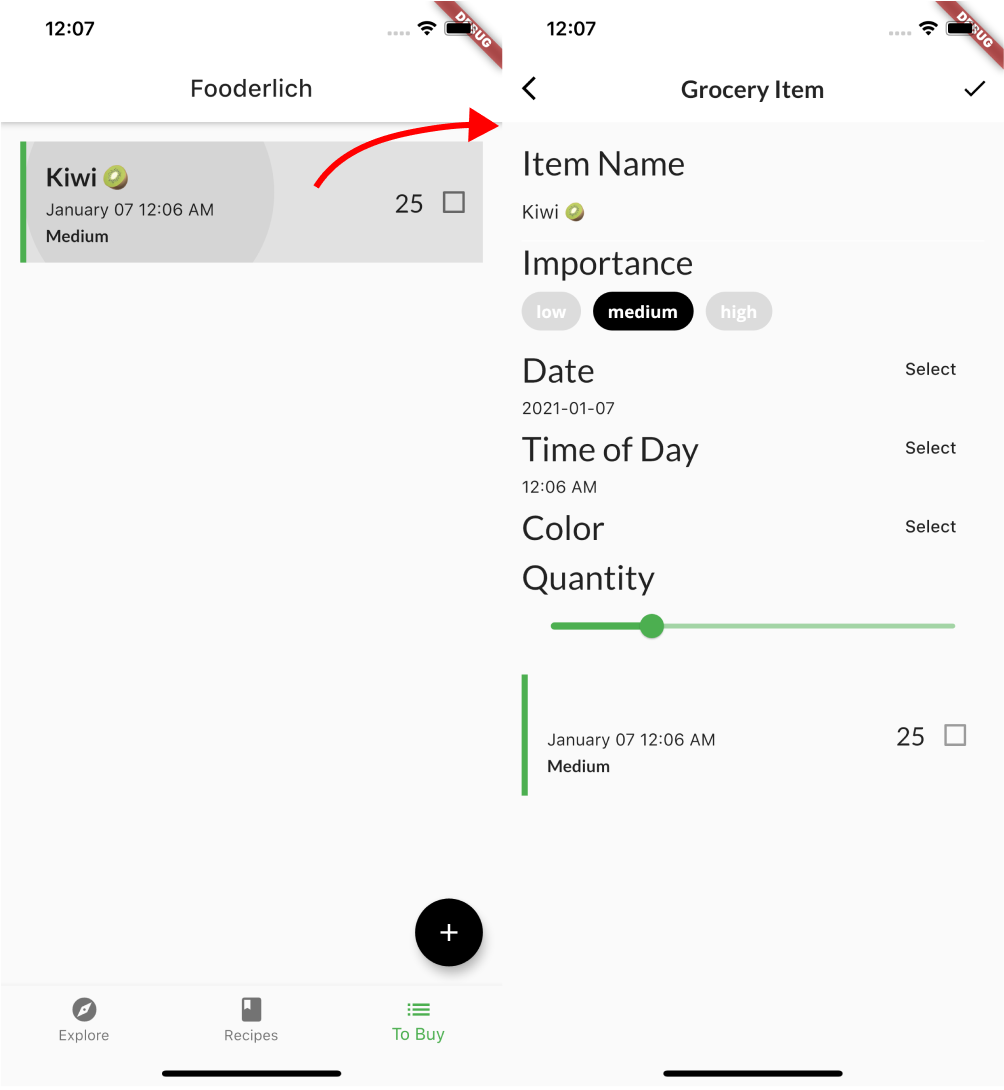 12:07
DEBUG
Fooderlich
Kiwi 🥝
January 07 12:06 AM
Medium
25
Explore
Recipes
To Buy
12:07
DEBUG
Grocery Item
Item Name
Kiwi 🥝
Importance
low medium high
Date Select
2021-01-07
Time of Day Select
12:06 AM
Color Select
Quantity
January 07 12:06 AM
Medium
25